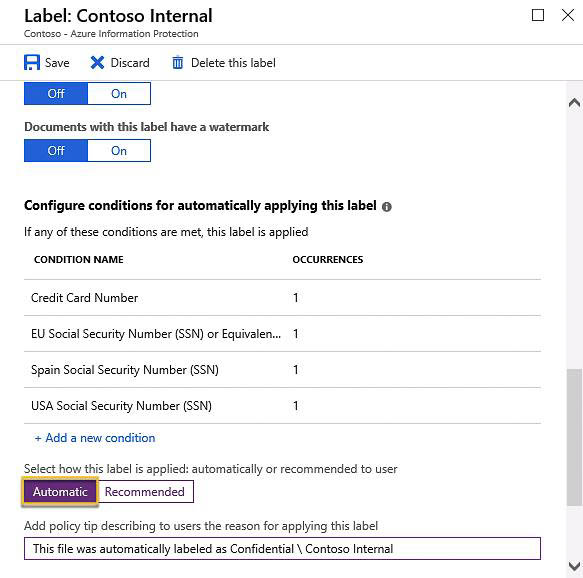 Label: Contoso Internal
Contoso - Azure Information Protection
Save Discard Delete this label
Off On
Documents with this label have a watermark
Off On
Configure conditions for automatically applying this label
If any of these conditions are met, this label is applied
CONDITION NAME OCCURRENCES
Credit Card Number 1
EU Social Security Number (SSN) or Equivalen... 1
Spain Social Security Number (SSN) 1
USA Social Security Number (SSN) 1
+ Add a new condition
Select how this label is applied: automatically or recommended to user
Automatic Recommended
Add policy tip describing to users the reason for applying this label
This file was automatically labeled as Confidential \ Contoso Internal